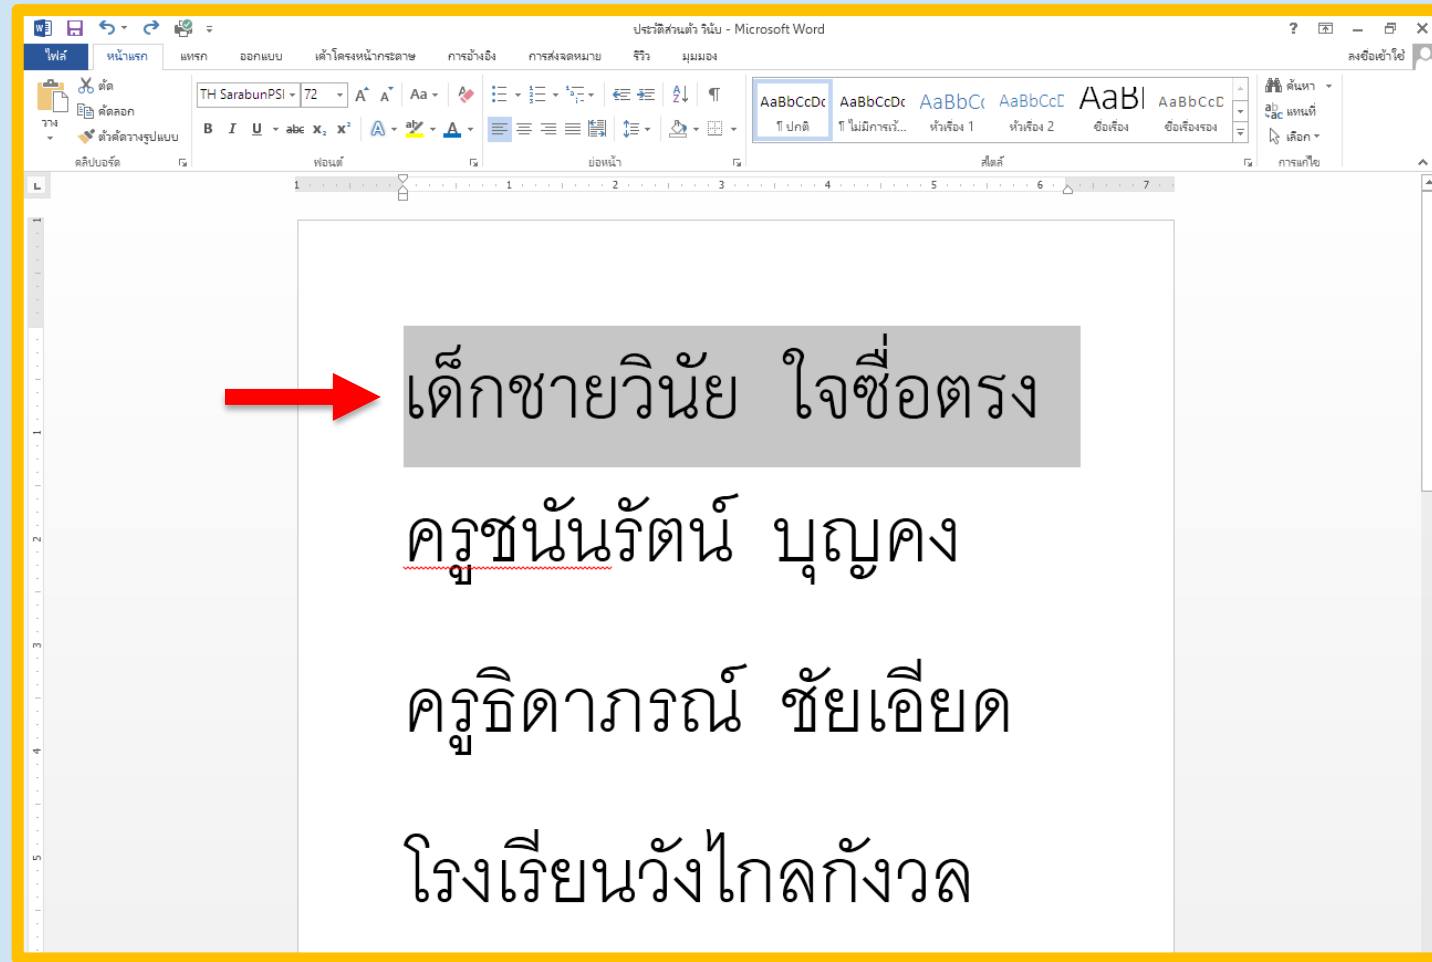 ประวัติส่วนตัว วินัย - Microsoft Word
ไฟล์ หน้าแรก แทรก ออกแบบ เค้าโครงหน้ากระดาษ การอ้างอิง การส่งจดหมาย รีวิว มุมมอง ลงชื่อเข้าใช้
วาง
ตัด
คัดลอก
ตัวคัดวางรูปแบบ
คลิปบอร์ด
TH SarabunPSI 72
ฟอนต์
ย่อหน้า
AaBbCcDc AaBbCcDc AaBbCc AaBbCcD AaBl AaBbCcD
¶ ปกติ ¶ ไม่มีการเว้... หัวเรื่อง 1 หัวเรื่อง 2 ชื่อเรื่อง ชื่อเรื่องรอง
สไตล์
ค้นหา
แทนที่
เลือก
การแก้ไข
1 1 2 3 4 5 6 7
เด็กชายวินัย ใจซื่อตรง
ครูชนันรัตน์ บุญคง
ครูธิดาภรณ์ ชัยเอียด
โรงเรียนวังไกลกังวล